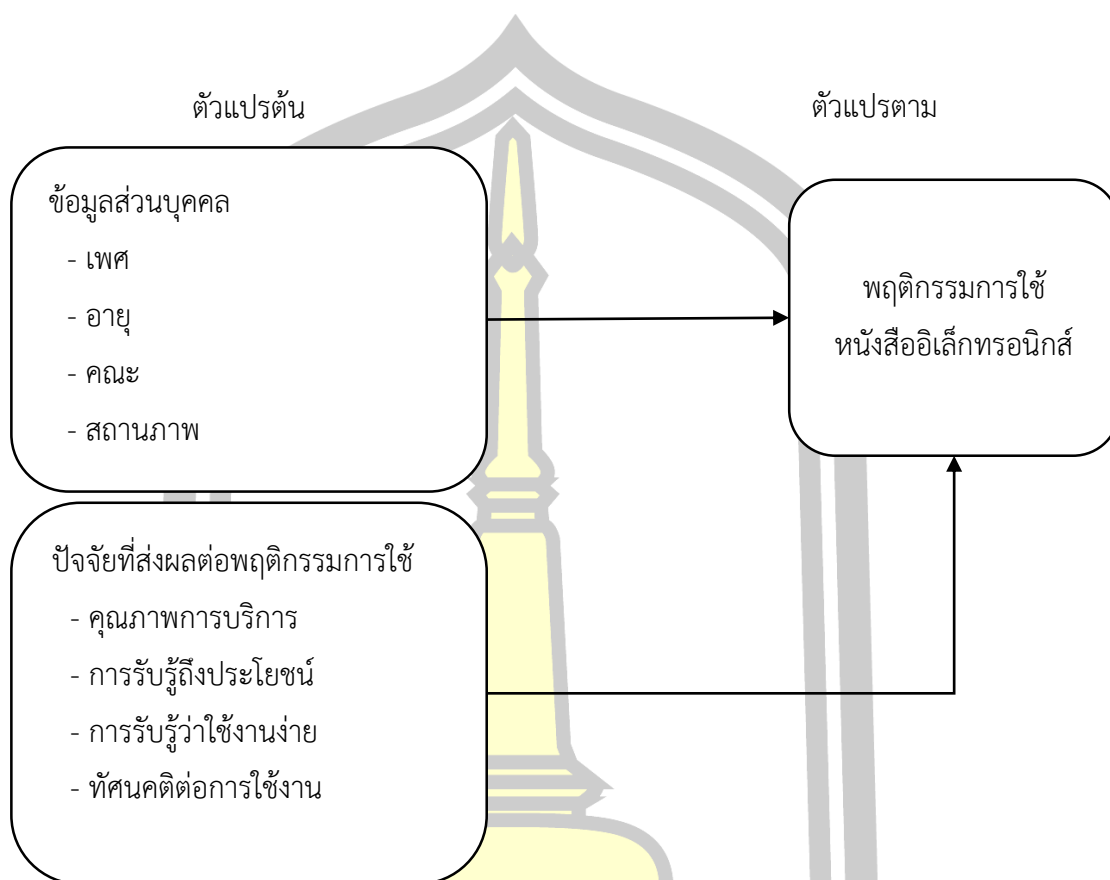 ตัวแปรต้น
ตัวแปรตาม
ข้อมูลส่วนบุคคล
- เพศ
- อายุ
- คณะ
- สถานภาพ
พฤติกรรมการใช้
หนังสืออิเล็กทรอนิกส์
ปัจจัยที่ส่งผลต่อพฤติกรรมการใช้
- คุณภาพการบริการ
- การรับรู้ถึงประโยชน์
- การรับรู้ว่าใช้งานง่าย
- ทัศนคติต่อการใช้งาน